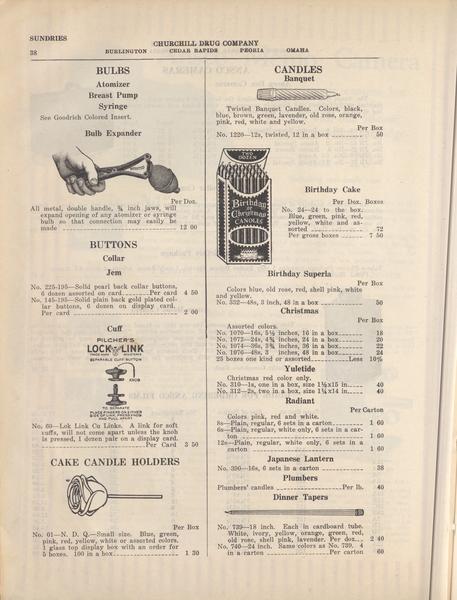 SUNDRIES
CHURCHILL DRUG COMPANY
38
BURLINGTON CEDAR RAPIDS PEORIA OMAHA
BULBS
Atomizer
Breast Pump
Syringe
See Goodrich Colored Insert.
Bulb Expander
Per Doz.
All metal, double handle, ¾ inch jaws, will
expand opening of any atomizer or syringe
bulb so that connection may easily be
made 12 00
BUTTONS
Collar
Jem
No. 225-195—Solid pearl back collar buttons,
6 dozen assorted on card Per card 4 50
No. 145-195—Solid plain back gold plated col-
lar buttons, 6 dozen on display card.
Per card 2 00
Cuff
PILCHER'S
LOCK LINK
SEPARABLE CUFF BUTTON
KNOB
TO SEPARATE
No. 60—Lok Link Cu Links. A link for soft
cuffs, will not come apart unless the knob
is pressed, 1 dozen pair on a display card.
Per Card 3 50
CAKE CANDLE HOLDERS
Per Box
No. 01—N. D. Q.—Small size. Blue, green,
pink, red, yellow, white or assorted colors.
1 glass top display box with an order for
5 boxes. 100 in a box 1 30
CANDLES
Banquet
Twisted Banquet Candles. Colors, black,
blue, brown, green, lavender, old rose, orange,
pink, red, white and yellow.
Per Box
No. 1220—12s, twisted, 12 in a box 50
TWO
DOZEN
Birthday
or
Christmas
CANDLES
Birthday Cake
Per Doz. Boxes
No. 24—24 to the box.
Blue, green, pink, red,
yellow, white and as-
sorted 72
Per gross boxes 7 50
Birthday Superla
Per Box
Colors blue, old rose, red, shell pink, white
and yellow.
No. 332—48s, 3 inch, 48 in a box 50
Christmas
Per Box
Assorted colors.
No. 1070—16s, 5½ inches, 16 in a box 18
No. 1072—24s, 4¾ inches, 24 in a box 20
No. 1074—36s, 3¾ inches, 36 in a box 22
No. 1076—48s, 3 inches, 48 in a box 24
25 boxes one kind or assorted Less 10%
Yuletide
Christmas red color only.
No. 310—1s, one in a box, size 1½x15 in. 40
No. 312—2s, two in a box, size 1¼x14 in. 40
Radiant
Per Carton
Colors pink, red and white.
8s—Plain, regular, 6 sets in a carton 1 60
6s—Plain, regular, white only, 6 sets in a car-
ton 1 60
12s—Plain, regular, white only, 6 sets in a
carton 1 60
Japanese Lantern
No. 390—16s, 6 sets in a carton 38
Plumbers
Plumbers' candles Per lb. 40
Dinner Tapers
No. 739—18 inch. Each in cardboard tube.
White, ivory, yellow, orange, green, red,
old rose, shell pink, lavender. Per doz. 2 40
No. 740—24 inch. Same colors as No. 739, 4
in a carton Per carton 60